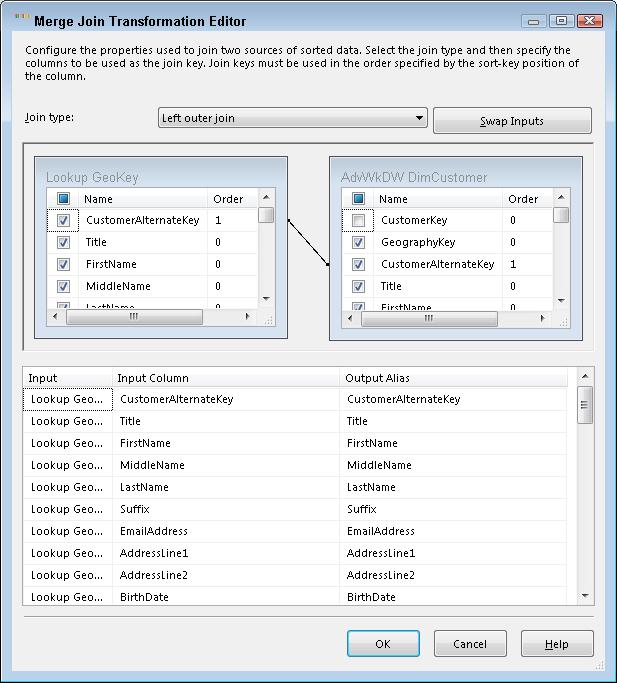 Merge Join Transformation Editor
Configure the properties used to join two sources of sorted data. Select the join type and then specify the
columns to be used as the join key. Join keys must be used in the order specified by the sort-key position of
the column.
Join type:
Left outer join
Swap Inputs
Lookup GeoKey
Name Order
CustomerAlternateKey 1
Title 0
FirstName 0
MiddleName 0
LastName 0
AdvWkDW DimCustomer
Name Order
CustomerKey 0
GeographyKey 0
CustomerAlternateKey 1
Title 0
FirstName 0
Input Input Column Output Alias
Lookup Geo... CustomerAlternateKey CustomerAlternateKey
Lookup Geo... Title Title
Lookup Geo... FirstName FirstName
Lookup Geo... MiddleName MiddleName
Lookup Geo... LastName LastName
Lookup Geo... Suffix Suffix
Lookup Geo... EmailAddress EmailAddress
Lookup Geo... AddressLine1 AddressLine1
Lookup Geo... AddressLine2 AddressLine2
Lookup Geo... BirthDate BirthDate
OK
Cancel
Help